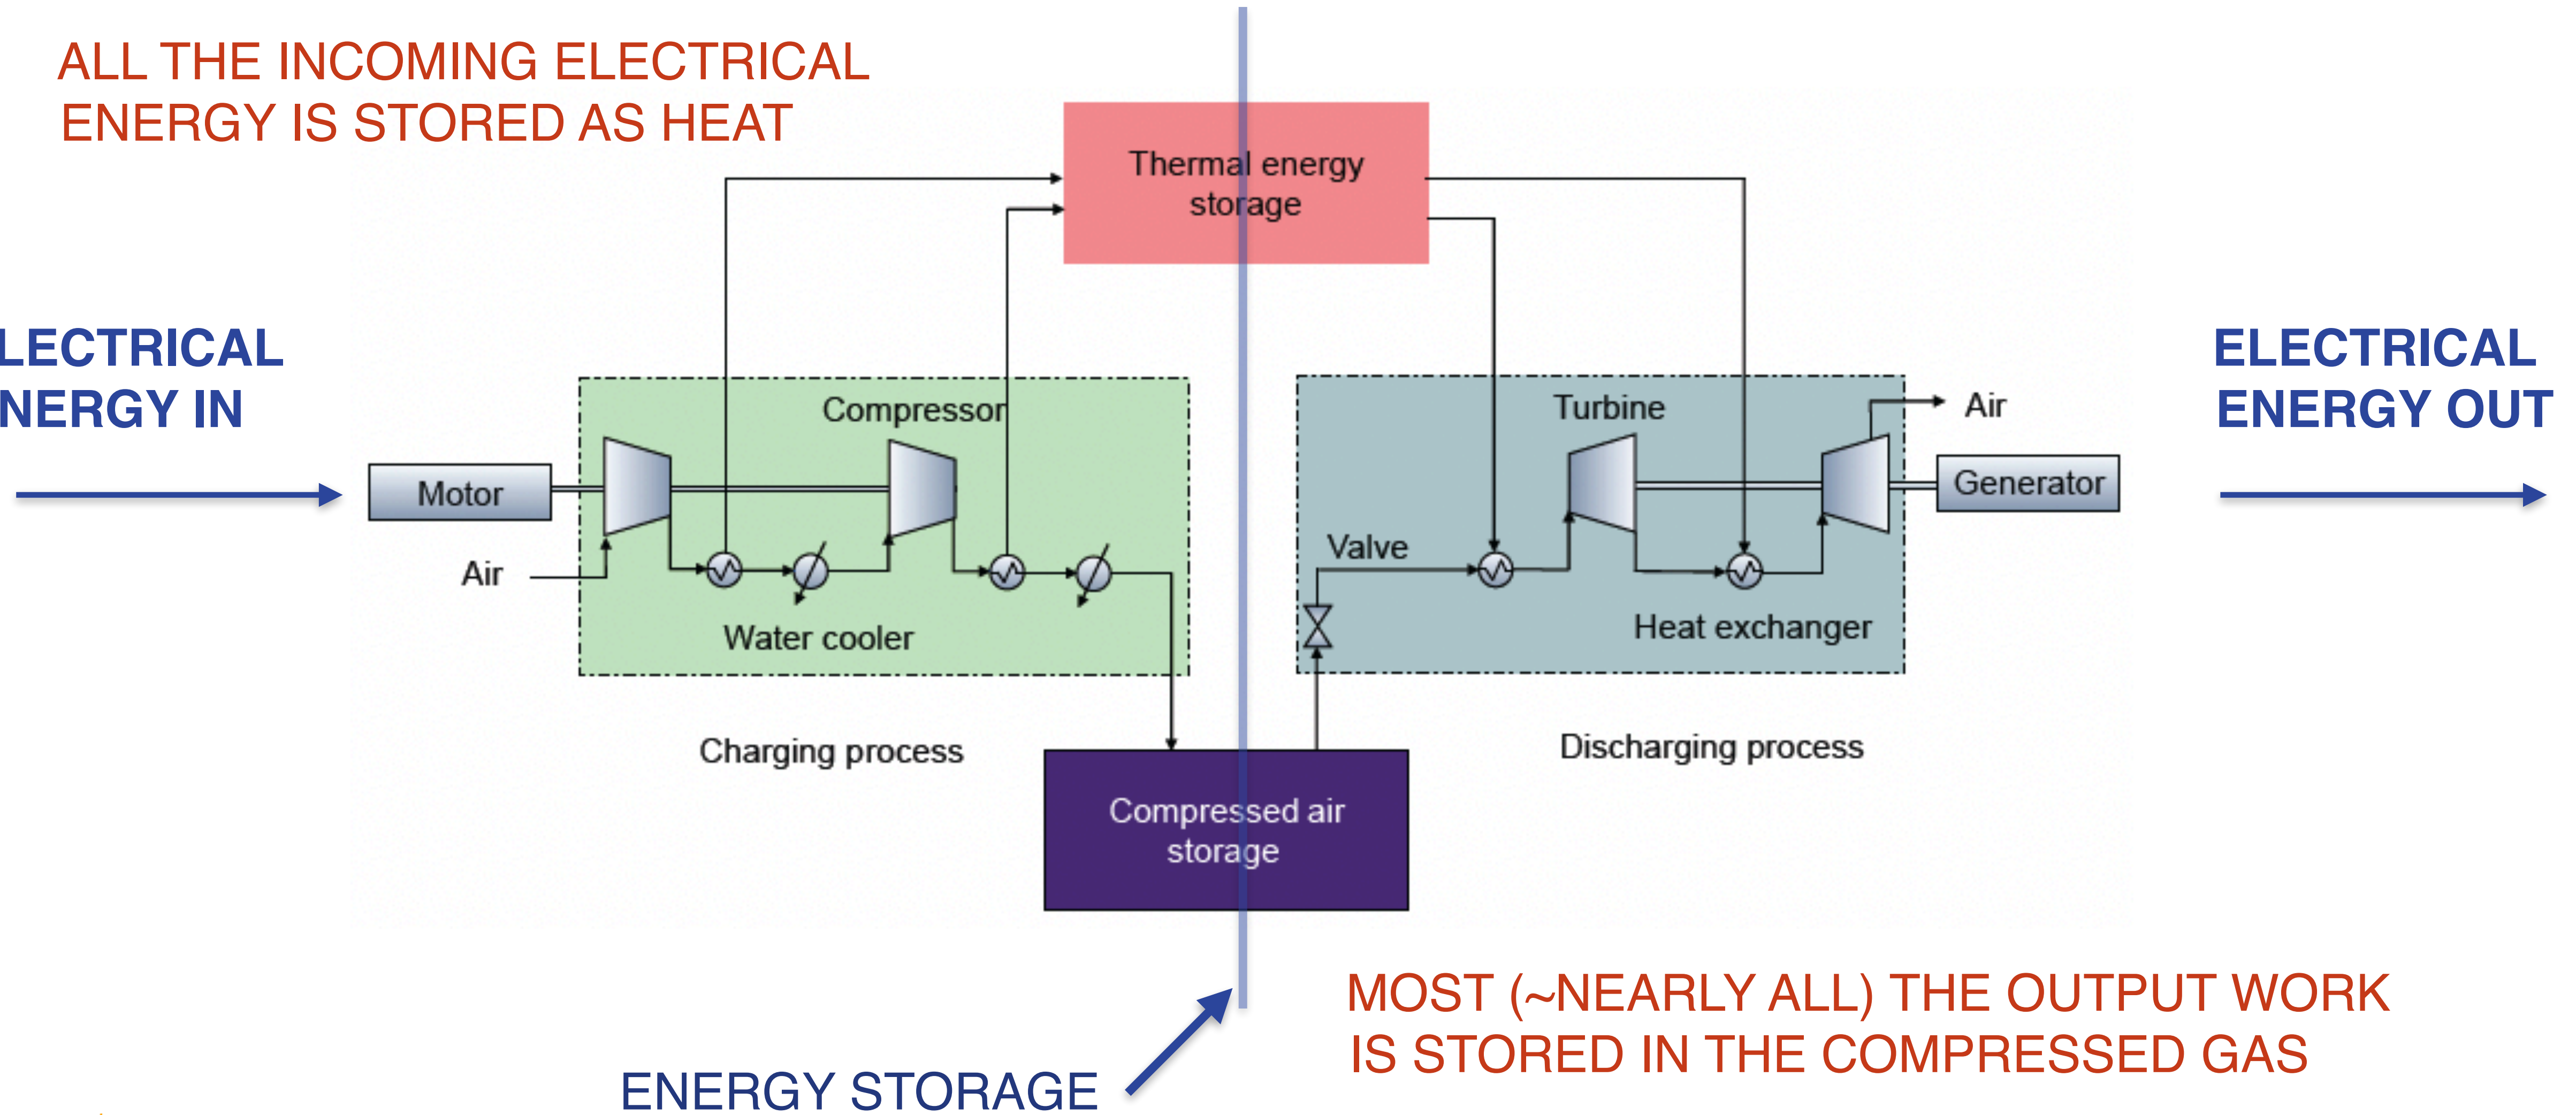 ALL THE INCOMING ELECTRICAL
ENERGY IS STORED AS HEAT
Thermal energy
storage
LECTRICAL
NERGY IN
ELECTRICAL
ENERGY OUT
Compressor
Turbine
Air
Motor
Generator
Air
Valve
Water cooler
Heat exchanger
Charging process
Discharging process
Compressed air
storage
MOST (~NEARLY ALL) THE OUTPUT WORK
IS STORED IN THE COMPRESSED GAS
ENERGY STORAGE